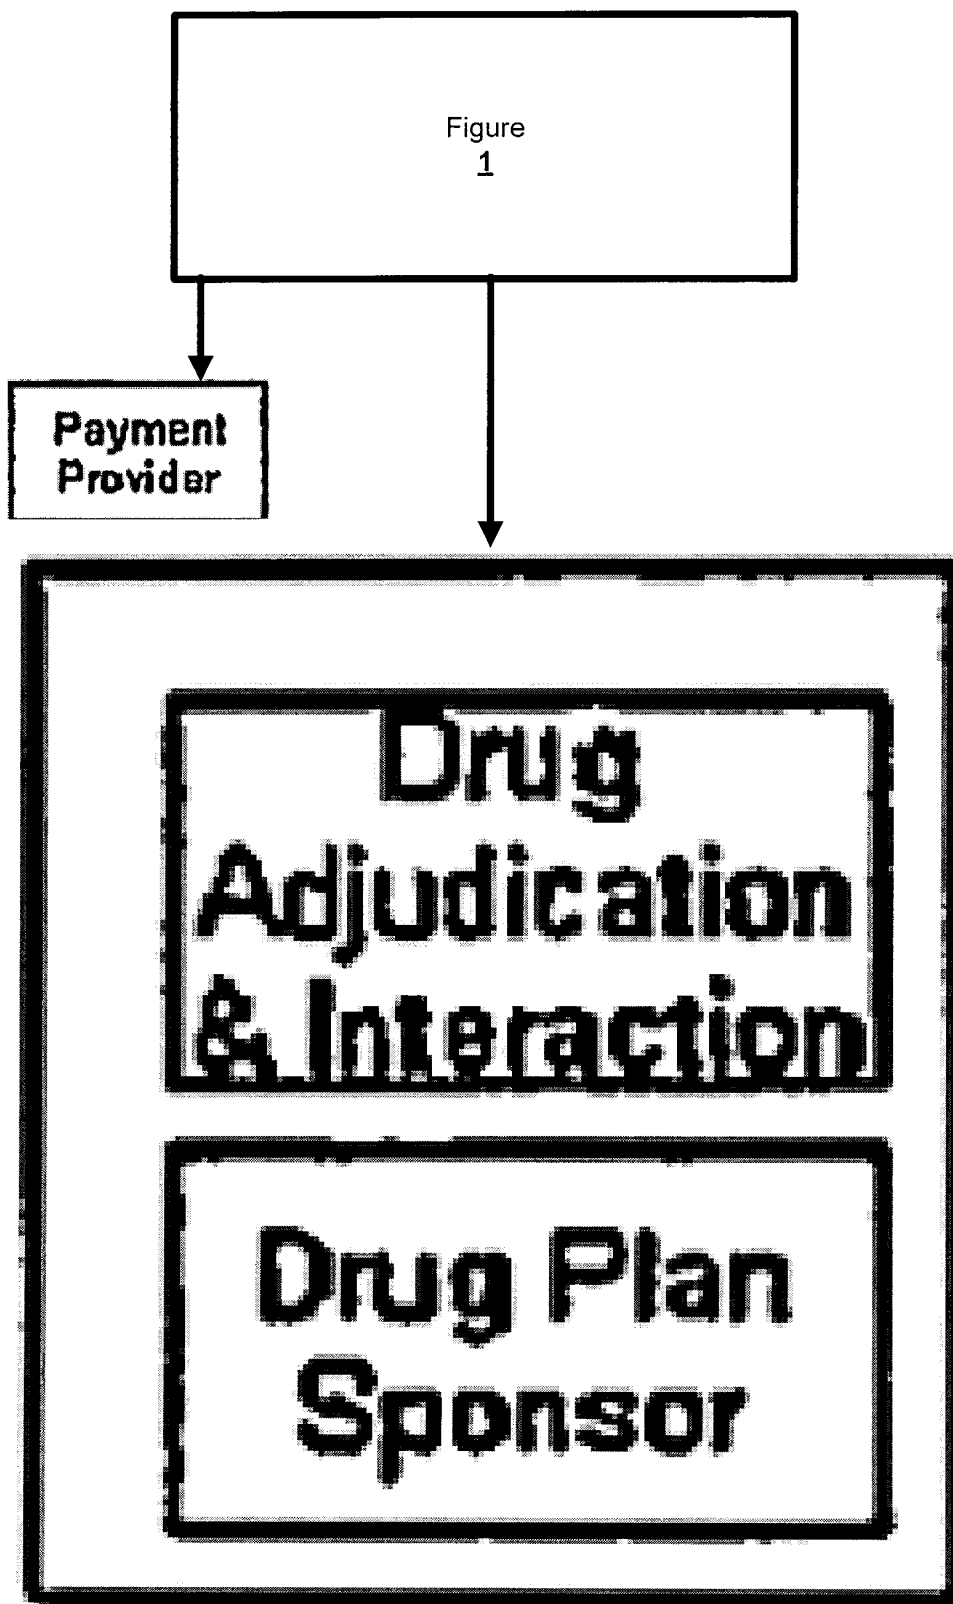 Figure
1
Payment
Provider
Drug
Adjudication
& Interaction
Drug Plan
Sponsor